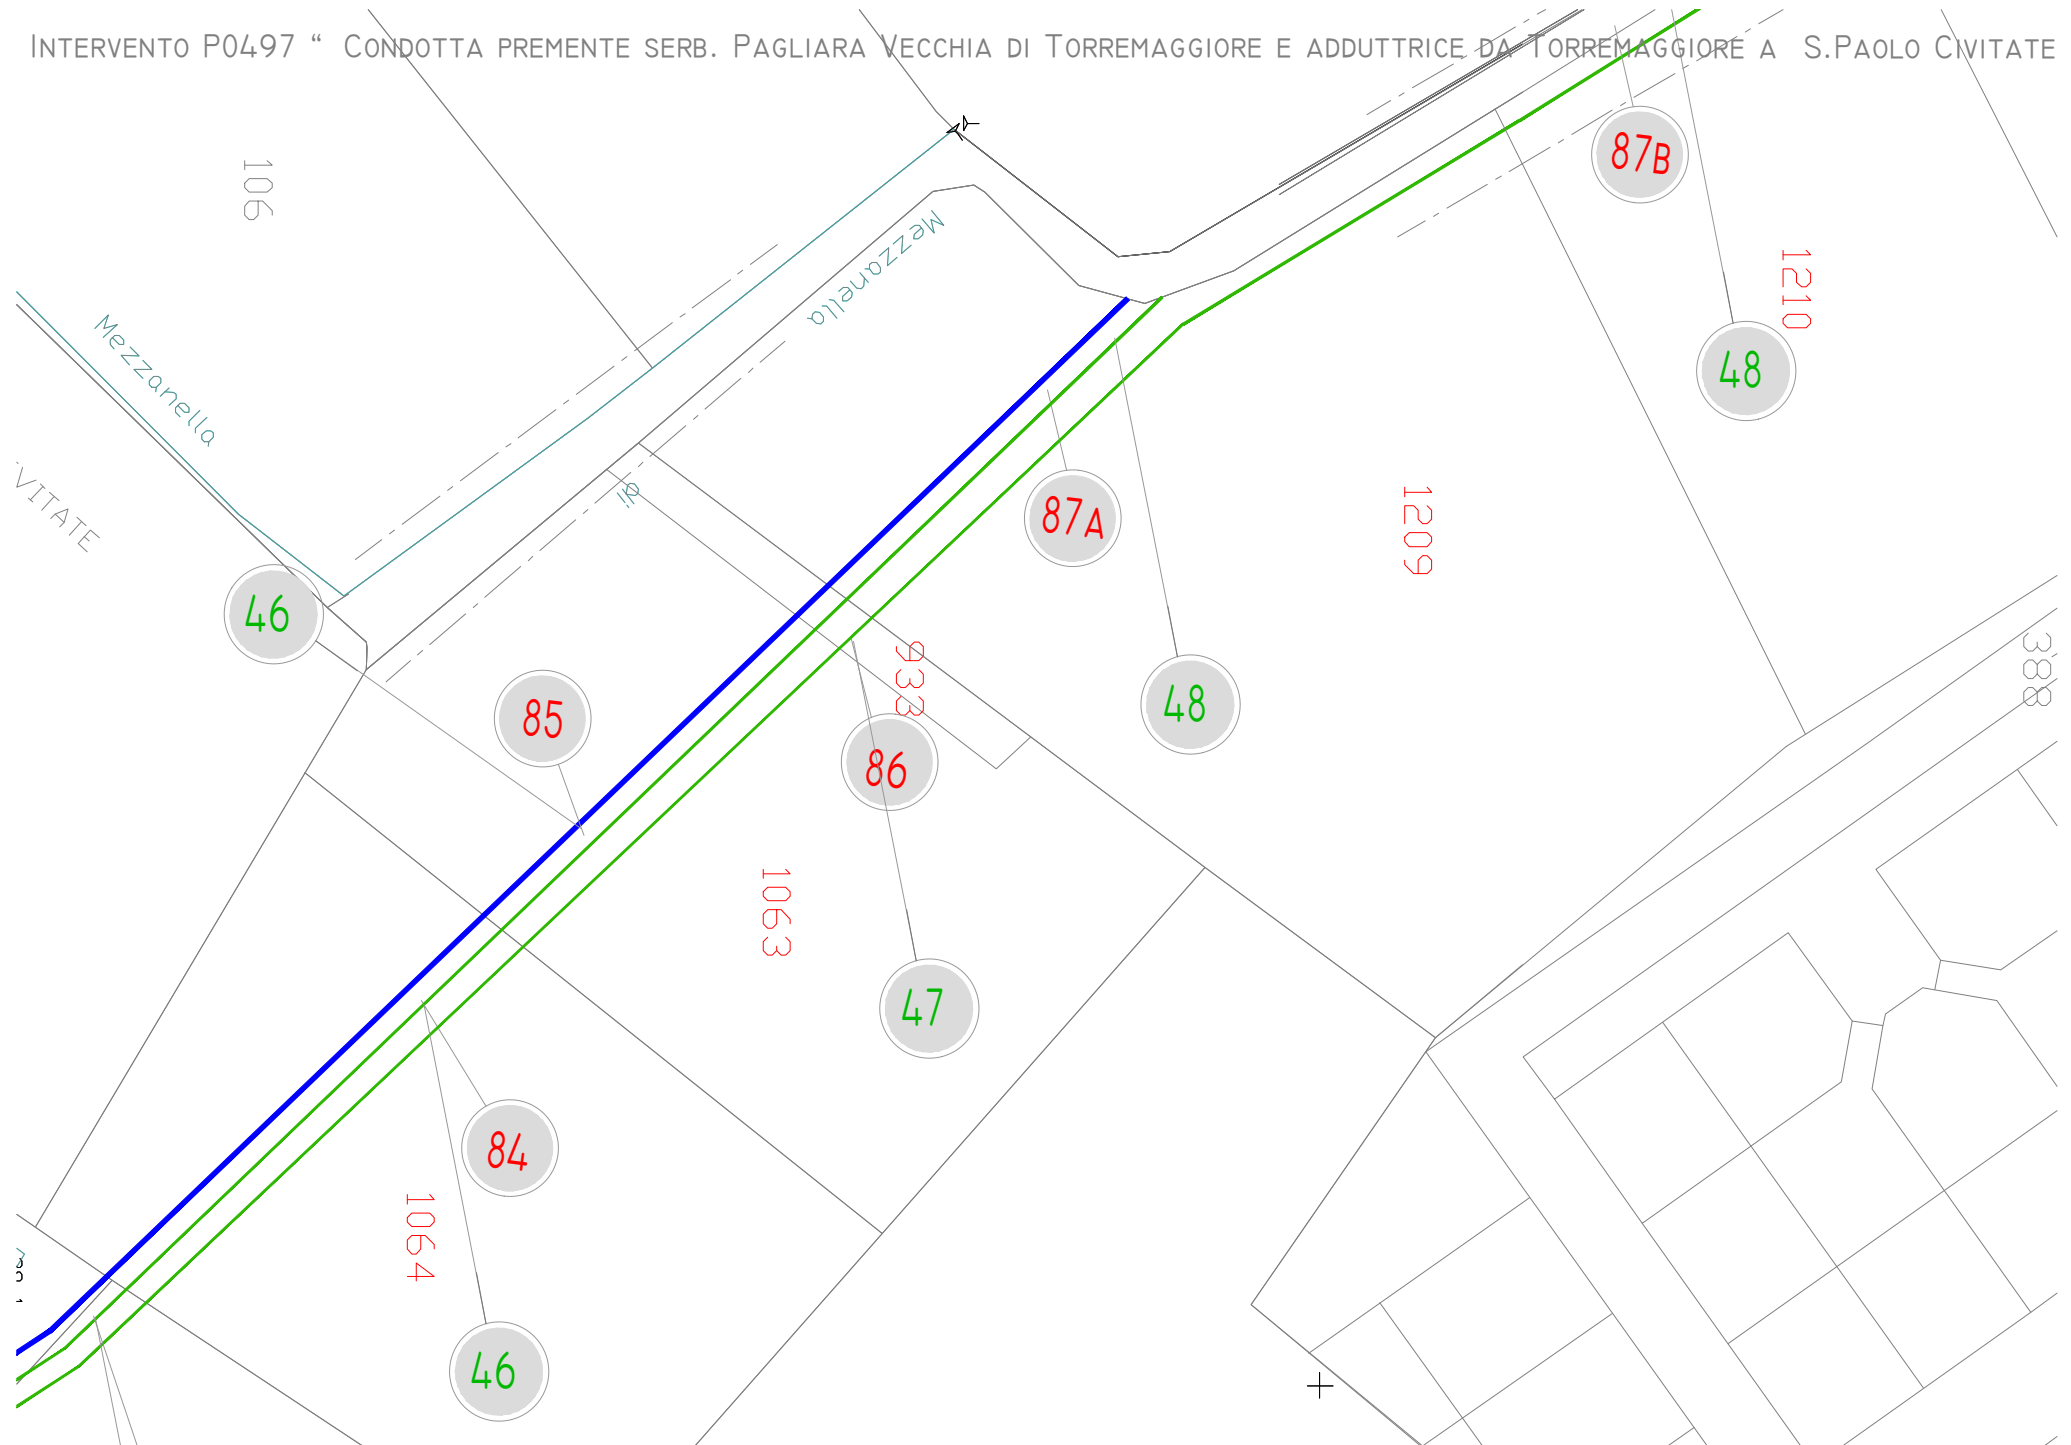 INTERVENTO P0497 “ CONDOTTA PREMENTE SERB. PAGLIARA VECCHIA DI TORREMAGGIORE E ADDUTTRICE DA TORREMAGGIORE A S.PAOLO CIVITATE
106
87B
Mezzanella
1210
Mezzanella
48
di
87A
1209
VITATE
46
933
388
85
48
86
1063
47
84
1064
46